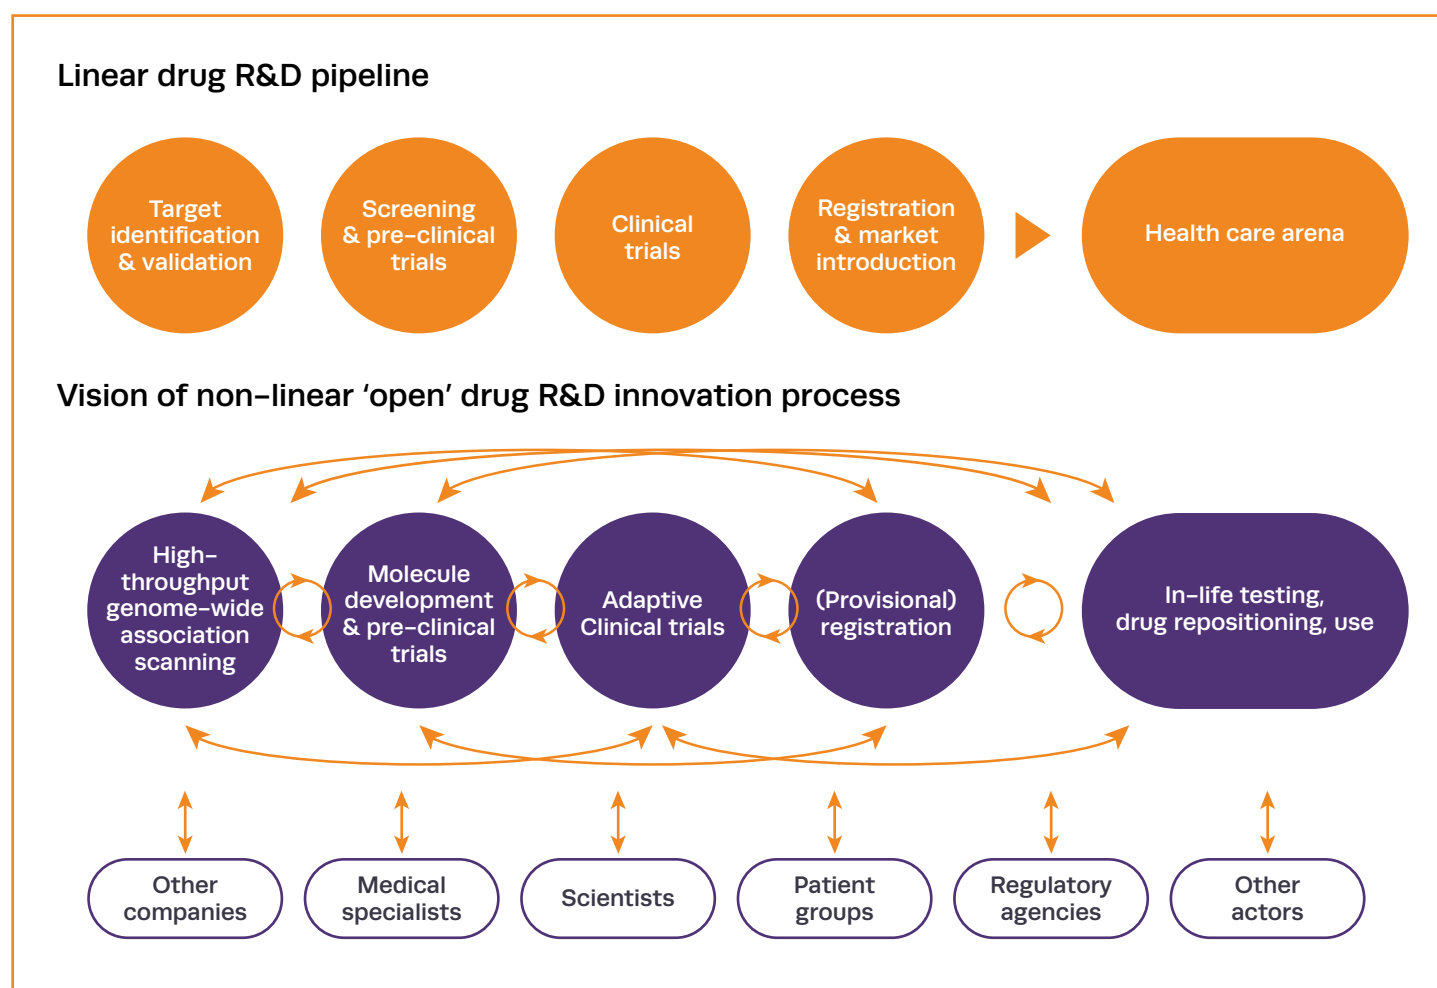 Linear drug R&D pipeline
Target
identification
& validation
Screening
& pre-clinical
trials
Clinical
trials
Registration
& market
introduction
Health care arena
Vision of non-linear ‘open’ drug R&D innovation process
High-
throughput
genome-wide
association
scanning
Molecule
development
& pre-clinical
trials
Adaptive
Clinical trials
(Provisional)
registration
In-life testing,
drug repositioning, use
Other
companies
Medical
specialists
Scientists
Patient
groups
Regulatory
agencies
Other
actors